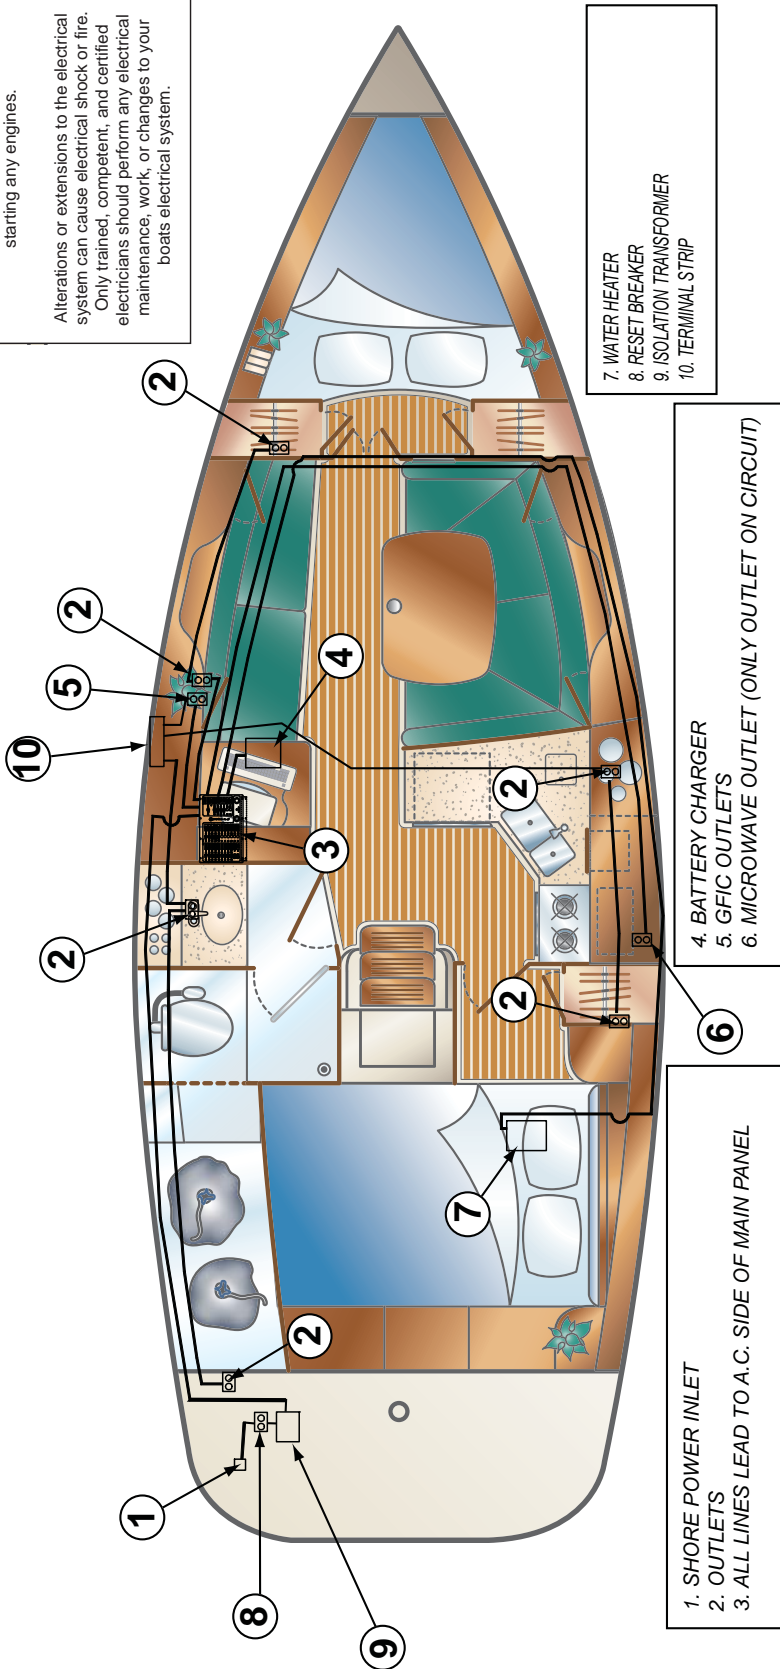 starting any engines.
Alterations or extensions to the electrical
system can cause electrical shock or fire.
Only trained, competent, and certified
electricians should perform any electrical
maintenance, work, or changes to your
boats electrical system.
1
8
9
2
2
10
5
2
2
3
4
7
2
2
6
1. SHORE POWER INLET
2. OUTLETS
3. ALL LINES LEAD TO A.C. SIDE OF MAIN PANEL
4. BATTERY CHARGER
5. GFIC OUTLETS
6. MICROWAVE OUTLET (ONLY OUTLET ON CIRCUIT)
7. WATER HEATER
8. RESET BREAKER
9. ISOLATION TRANSFORMER
10. TERMINAL STRIP